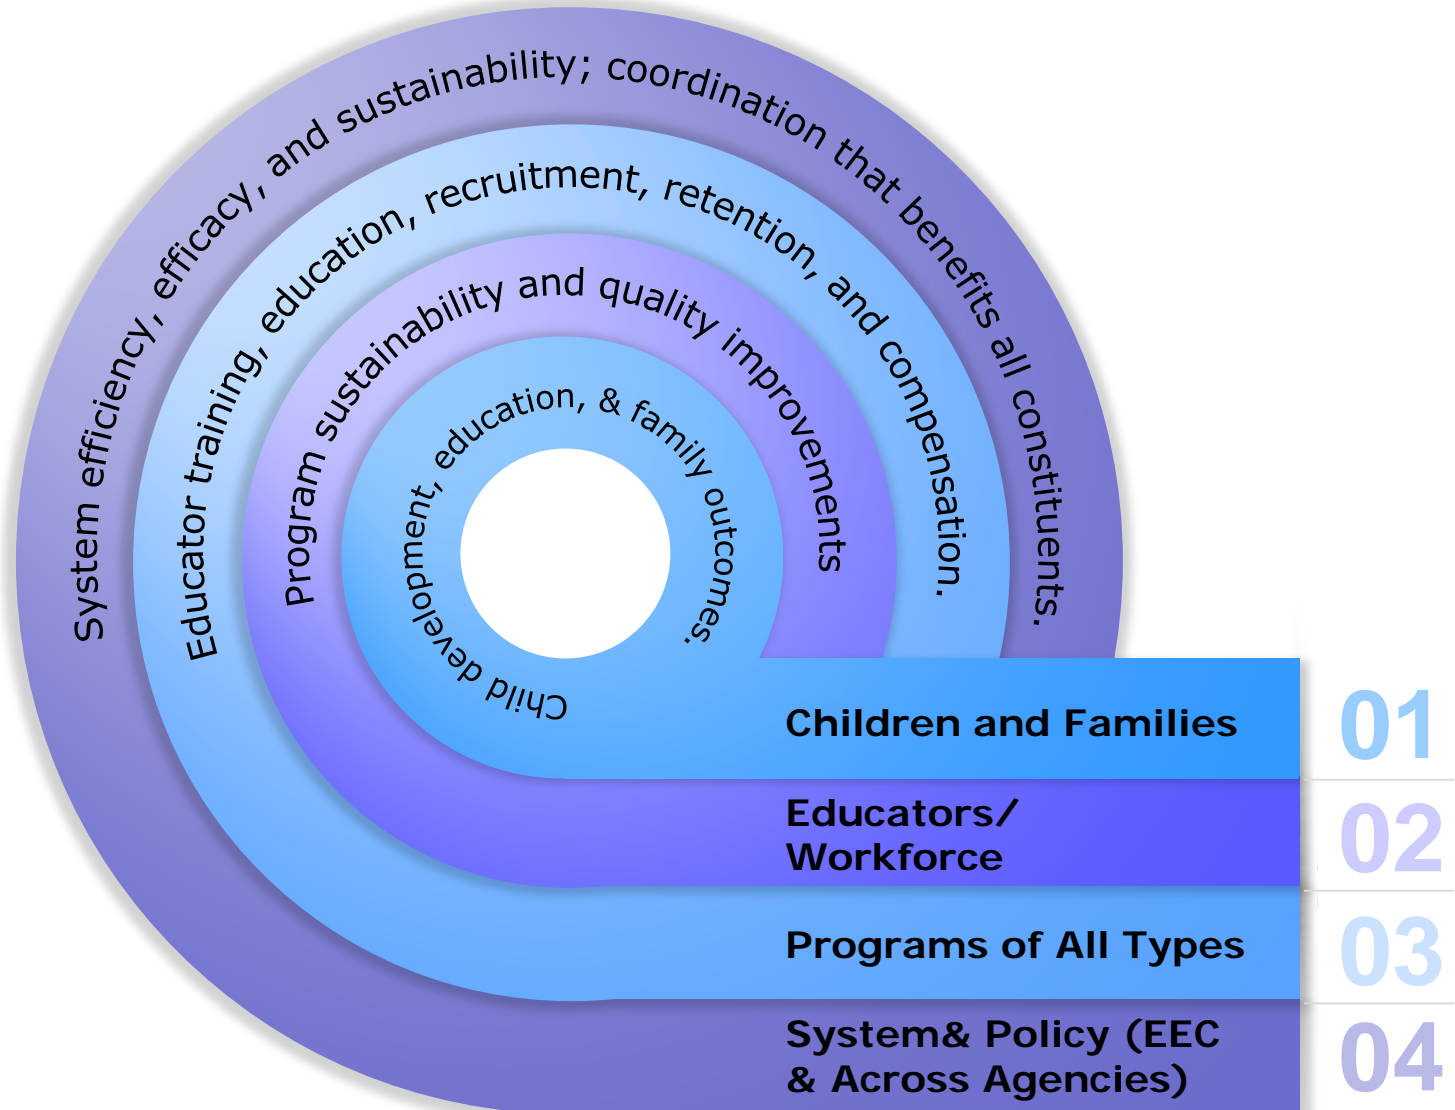 System efficiency, efficacy, and sustainability; coordination that benefits all constituents.
Educator training, education, recruitment, retention, and compensation.
Program sustainability and quality improvements
Child development, education, & family outcomes.
Children and Families
01
Educators/
Workforce
02
Programs of All Types
03
System& Policy (EEC
& Across Agencies)
04